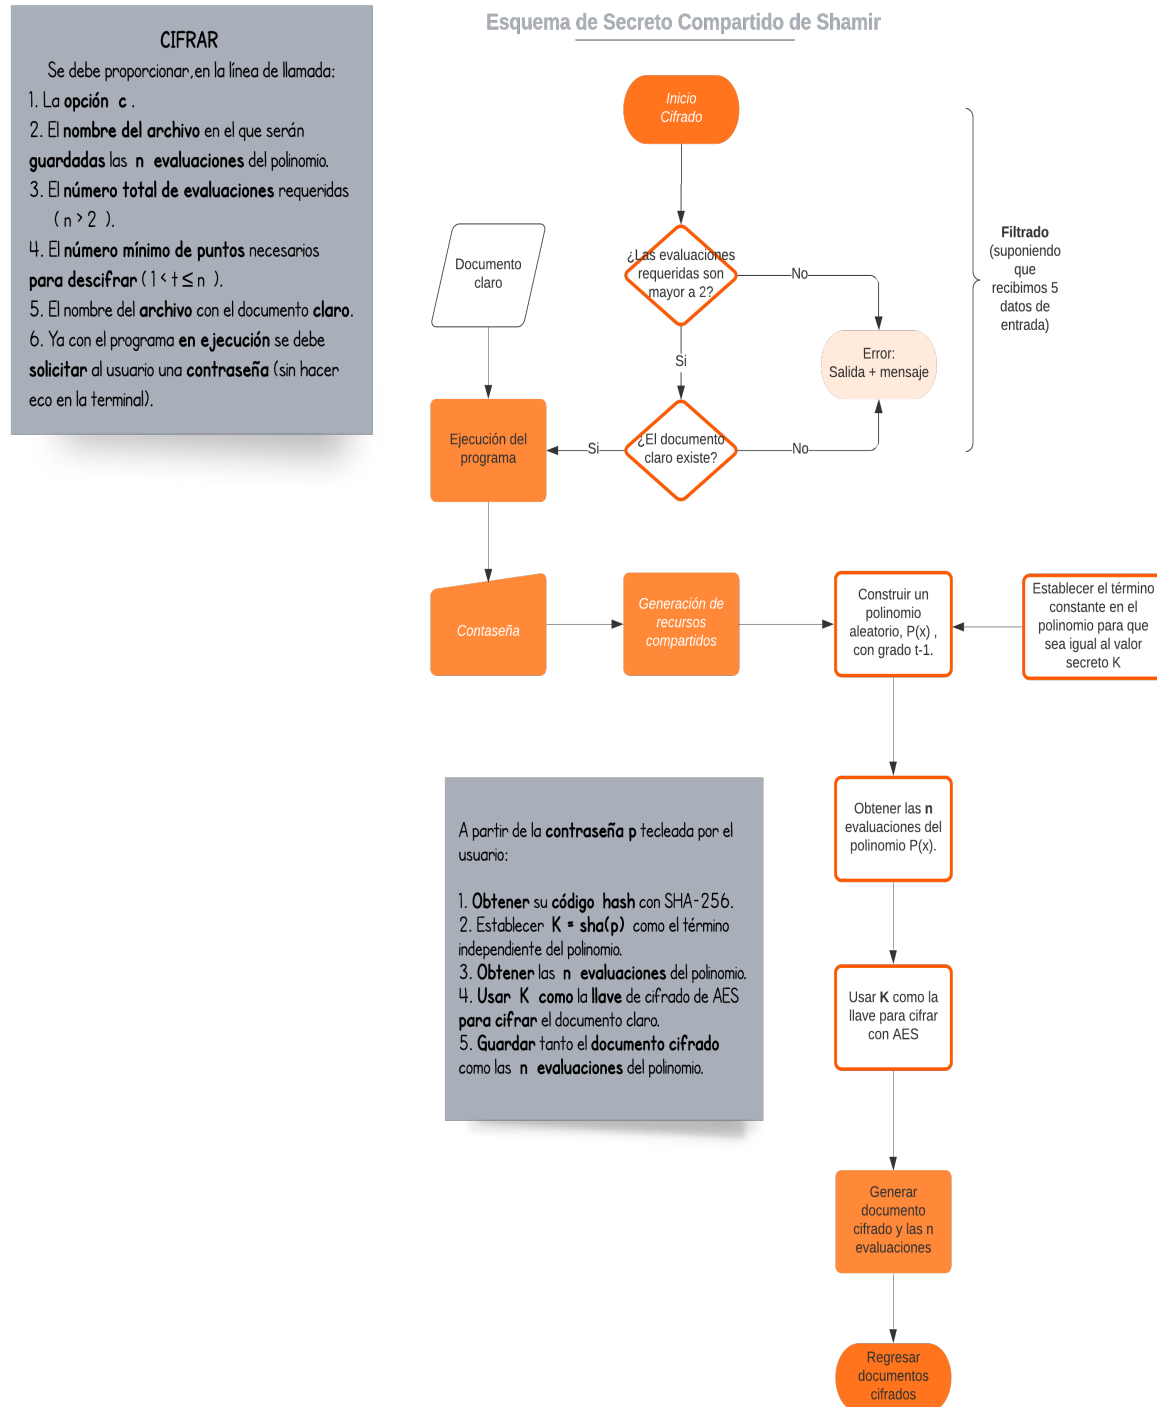 CIFRAR
Se debe proporcionar,en la línea de llamada:
1. La opción c .
2. El nombre del archivo en el que serán
guardadas las n evaluaciones del polinomio.
3. El número total de evaluaciones requeridas
( n > 2 ).
4. El número mínimo de puntos necesarios
para descifrar ( 1 < t ≤ n ).
5. El nombre del archivo con el documento claro.
6. Ya con el programa en ejecución se debe
solicitar al usuario una contraseña (sin hacer
eco en la terminal).
Esquema de Secreto Compartido de Shamir
Inicio
Cifrado
¿Las evaluaciones
requeridas son
mayor a 2?
No
Error:
Salida + mensaje
Si
¿El documento
claro existe?
No
Si
Filtrado
(suponiendo
que
recibimos 5
datos de
entrada)
Documento
claro
Ejecución del
programa
Contaseña
Generación de
recursos
compartidos
Construir un
polinomio
aleatorio, P(x) ,
con grado t-1.
Establecer el término
constante en el
polinomio para que
sea igual al valor
secreto K
Obtener las n
evaluaciones del
polinomio P(x).
Usar K como la
llave para cifrar
con AES
Generar
documento
cifrado y las n
evaluaciones
Regresar
documentos
cifrados
A partir de la contraseña p tecleada por el
usuario:
1. Obtener su código hash con SHA-256.
2. Establecer K = sha(p) como el término
independiente del polinomio.
3. Obtener las n evaluaciones del polinomio.
4. Usar K como la llave de cifrado de AES
para cifrar el documento claro.
5. Guardar tanto el documento cifrado
como las n evaluaciones del polinomio.